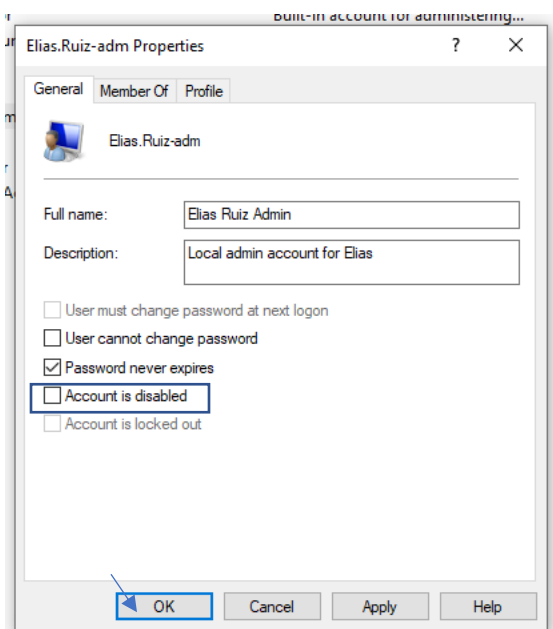 Built-in account for administering...
Elias.Ruiz-adm Properties ? ×
General Member Of Profile
Elias.Ruiz-adm
Full name: Elias Ruiz Admin
Description: Local admin account for Elias
User must change password at next logon
User cannot change password
Password never expires
Account is disabled
Account is locked out
OK Cancel Apply Help